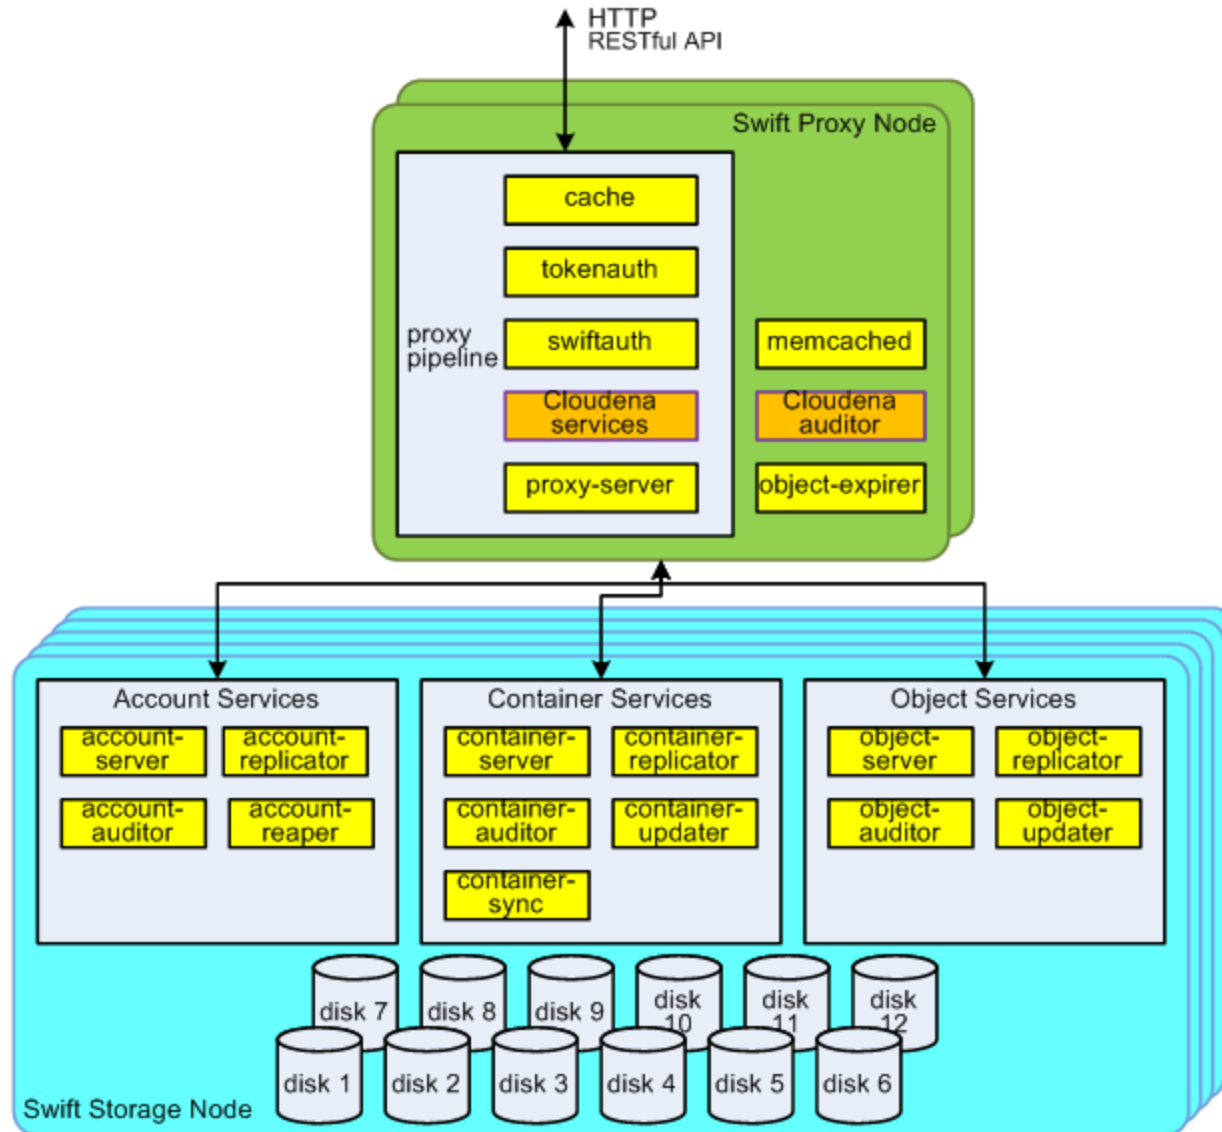 HTTP
RESTful API
Swift Proxy Node
cache
tokenauth
proxy
pipeline
swiftauth
memcached
Cloudena
services
Cloudena
auditor
proxy-server
object-expirer
Account Services
account-
server
account-
replicator
account-
auditor
account-
reaper
Container Services
container-
server
container-
replicator
container-
auditor
container-
updater
container-
sync
Object Services
object-
server
object-
replicator
object-
auditor
object-
updater
disk 7
disk 8
disk 9
disk
10
disk
11
disk
12
disk 1
disk 2
disk 3
disk 4
disk 5
disk 6
Swift Storage Node